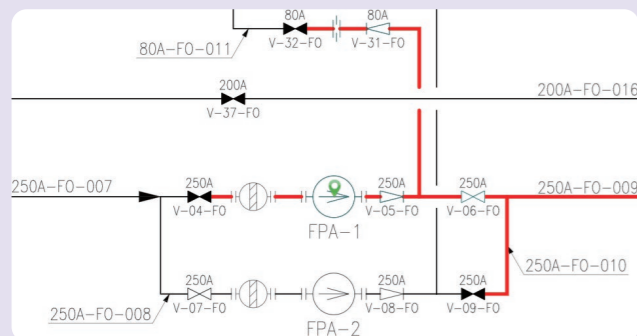 80A 80A
80A-FO-011 V-32-FO V-31-FO
200A 200A-FO-016
V-37-FO
250A-FO-007 250A 250A 250A 250A-FO-009
V-04-FO V-05-FO V-06-FO
FPA-1
250A 250A 250A 250A-FO-010
250A-FO-008 V-07-FO V-08-FO V-09-FO
FPA-2